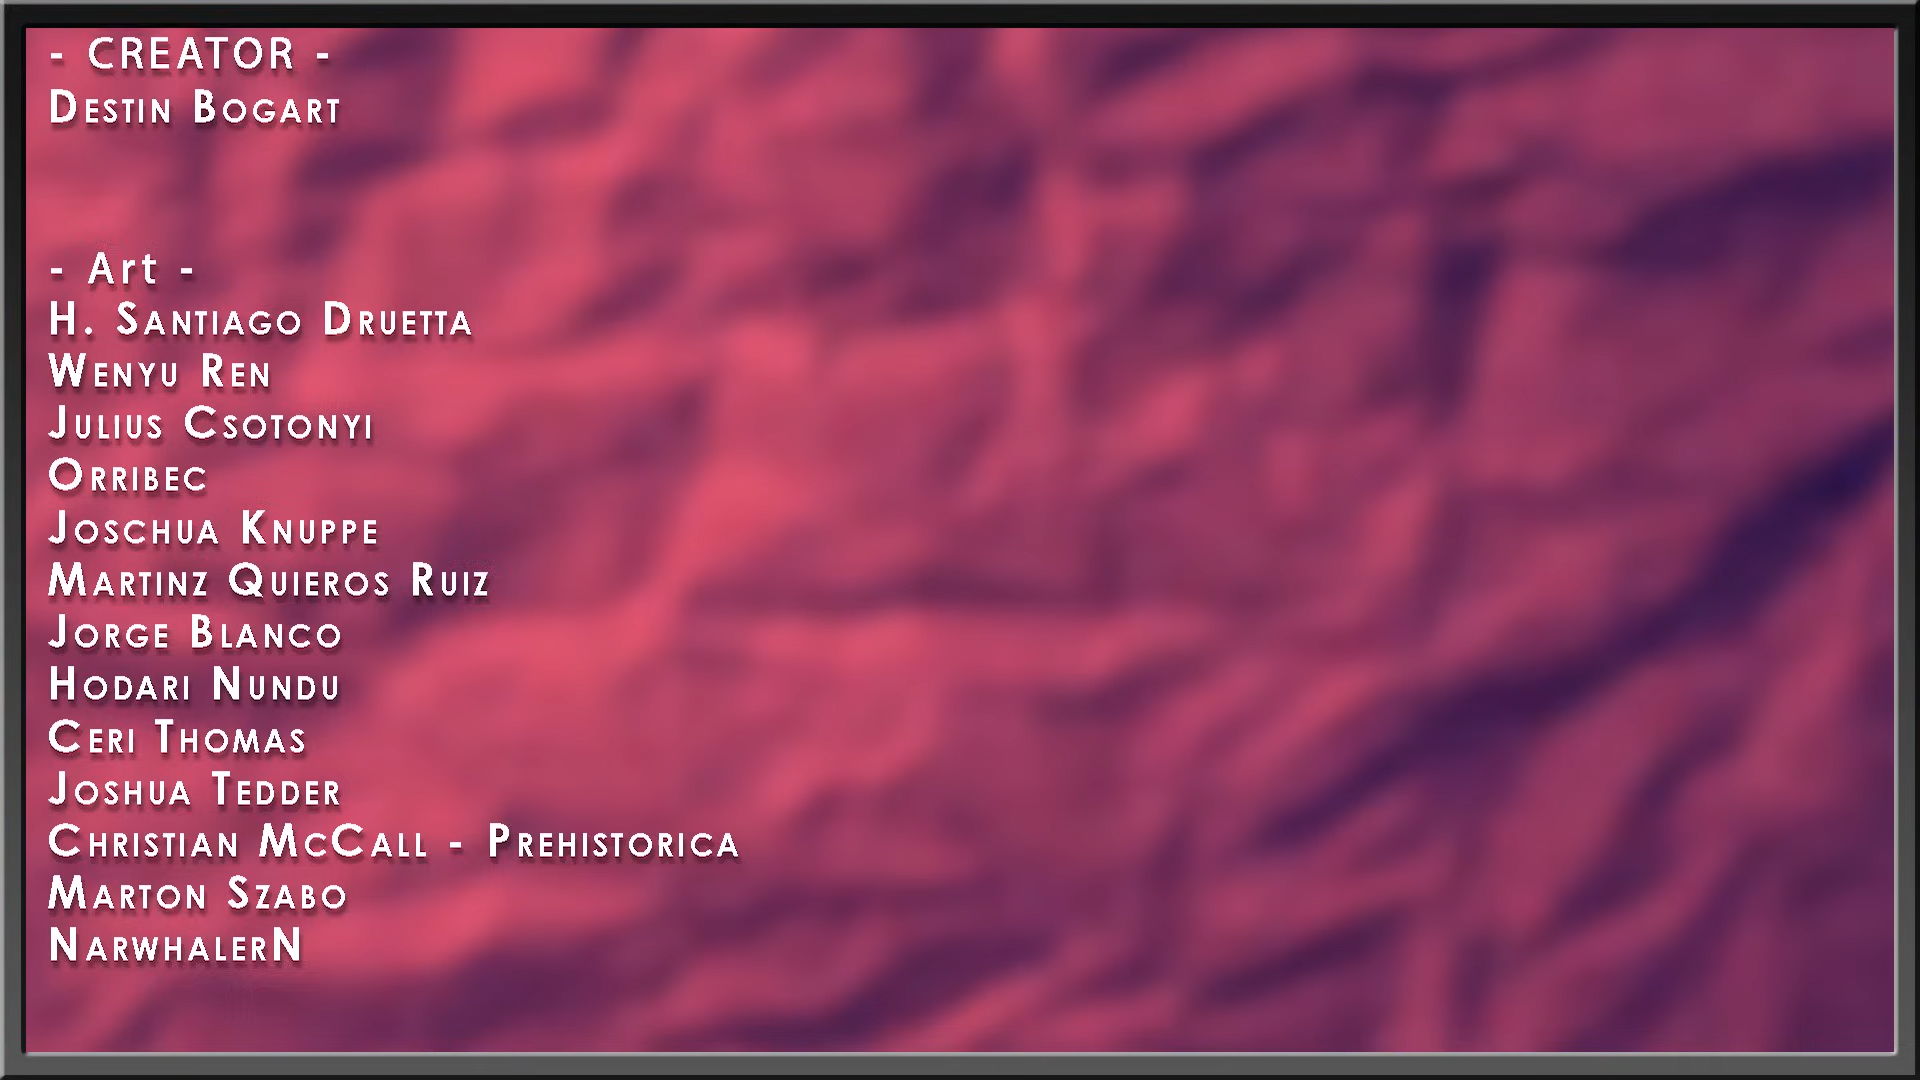 - CREATOR -
Destin Bogart
- Art -
H. Santiago Druetta
Wenyu Ren
Julius Csotonyi
Orribec
Joschua Knuppe
Martinz Quieros Ruiz
Jorge Blanco
Hodari Nundu
Ceri Thomas
Joshua Tedder
Christian McCall - Prehistorica
Marton Szabo
NarwhalerN